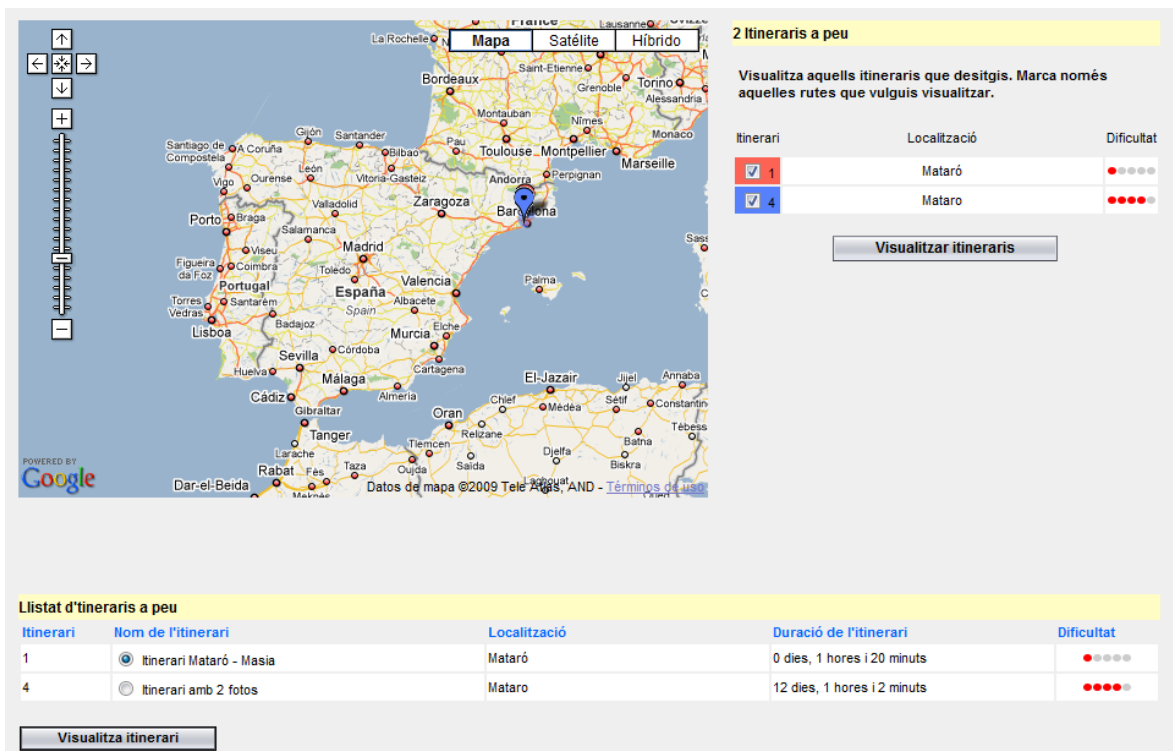 France
Lausanne
La Rochelle
Mapa
Satélite
Híbrido
Saint-Etienne
Bordeaux
Grenoble
Torino
Alessandria
Montauban
Nîmes
Gijón
Santander
Pau
Monaco
Santiago de Compostela
A Coruña
Bilbao
Toulouse
Montpellier
Marseille
León
Vigo
Ourense
Vitoria-Gasteiz
Andorra
Perpignan
Valladolid
Zaragoza
Porto
Braga
Salamanca
Viseu
Madrid
Figueira da Foz
Coimbra
Toledo
Portugal
España
Spain
Valencia
Palma
Albacete
Torres Vedras
Santarém
Lisboa
Badajoz
Murcia
Elche
Sevilla
Córdoba
Huelva
Cartagena
Málaga
Almeria
Cádiz
Gibraltar
El-Jazair
Jijel
Annaba
Chlef
Médéa
Sétif
Constantin
Oran
Tanger
Relizane
Tébess
Larache
Tlemcen
Batna
Djelfa
Rabat
Fès
Taza
Oujda
Saïda
Biskra
Laghouat
Dar-el-Beida
Meknès
POWERED BY
Google
Datos de mapa ©2009 Tele Atlas, AND - Términos de uso
2 Itineraris a peu
Visualitza aquells itineraris que desitgis. Marca només
aquelles rutes que vulguis visualitzar.
Itinerari Localització Dificultat
1 Mataró
4 Mataro
Visualitzar itineraris
Llistat d'tineraris a peu
Itinerari Nom de l'itinerari Localització Duració de l'itinerari Dificultat
1 Itinerari Mataró - Masia Mataró 0 dies, 1 hores i 20 minuts
4 Itinerari amb 2 fotos Mataro 12 dies, 1 hores i 2 minuts
Visualitza itinerari